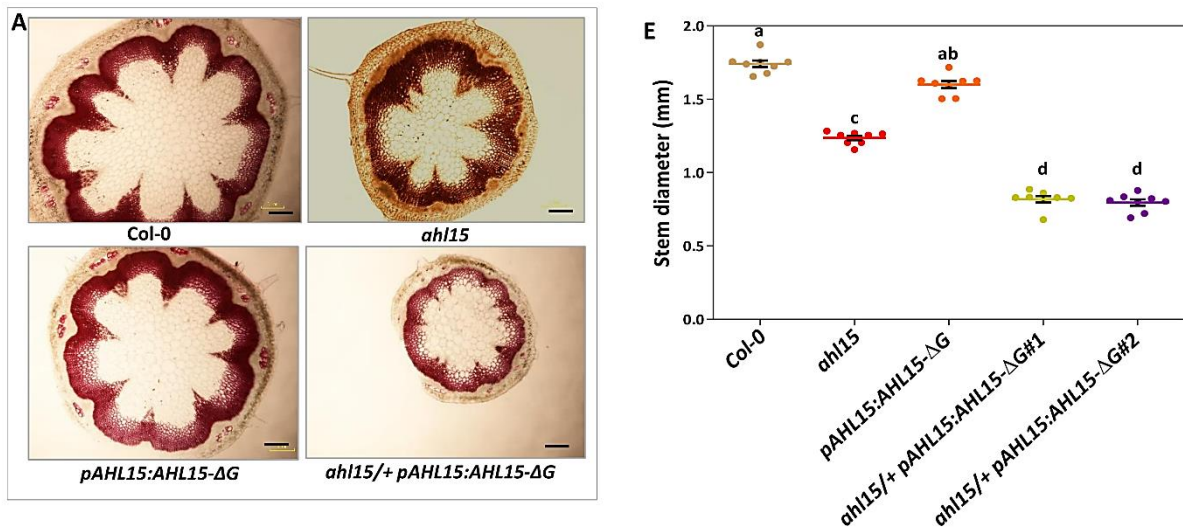 A
Col-0
ahl15
pAHL15:AHL15-ΔG
ahl15/+ pAHL15:AHL15-ΔG
E
Stem diameter (mm)
2.0
1.5
1.0
0.5
0.0
a
c
ab
d
d
Col-0
ahl15
pAHL15:AHL15-ΔG
ahl15/+ pAHL15:AHL15-ΔG#1
ahl15/+ pAHL15:AHL15-ΔG#2